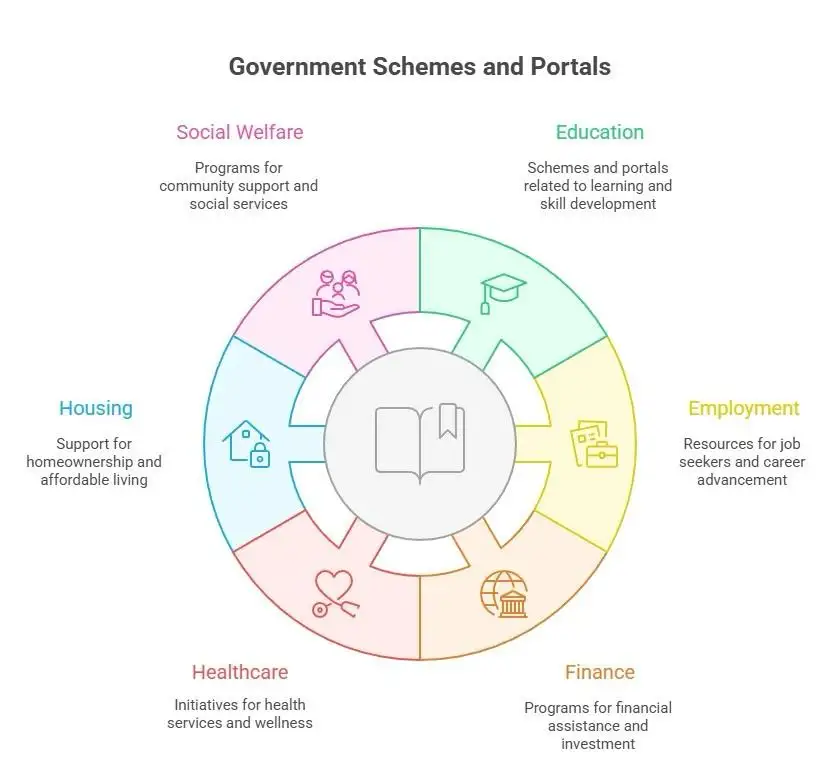 Government Schemes and Portals
Social Welfare
Programs for
community support and
social services
Education
Schemes and portals
related to learning and
skill development
Housing
Support for
homeownership and
affordable living
Employment
Resources for job
seekers and career
advancement
Healthcare
Initiatives for health
services and wellness
Finance
Programs for financial
assistance and
investment